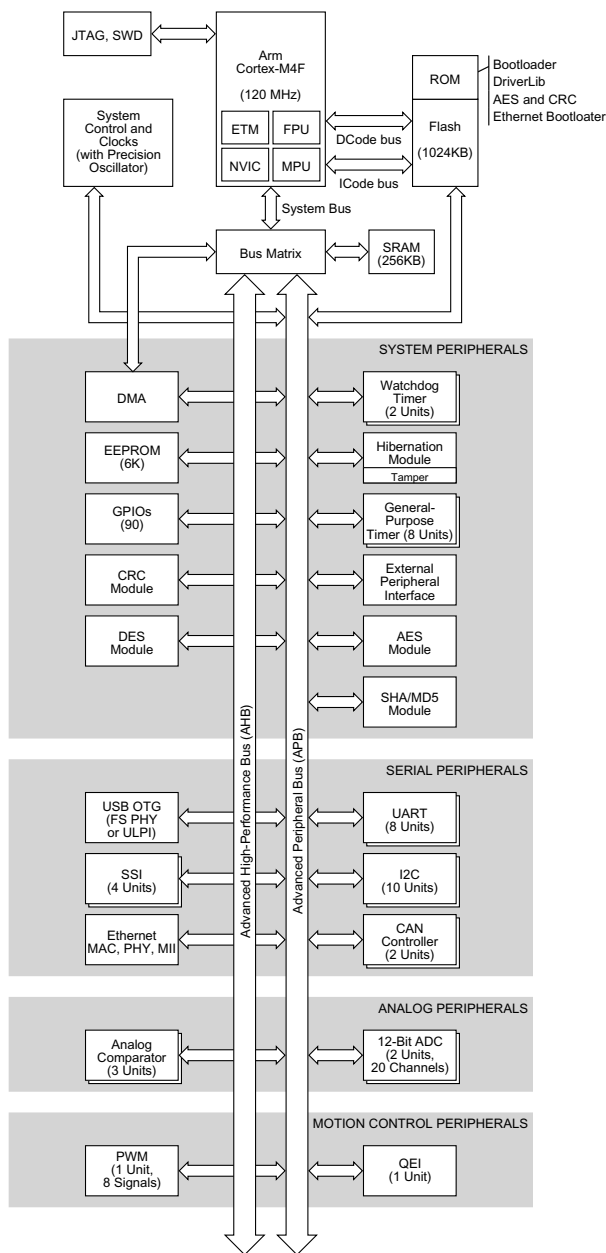 JTAG, SWD
Arm
Cortex-M4F
(120 MHz)
ETM
FPU
NVIC
MPU
DCode bus
ICode bus
ROM
Flash
(1024KB)
Bootloader
DriverLib
AES and CRC
Ethernet Bootloater
System
Control and
Clocks
(with Precision
Oscillator)
System Bus
Bus Matrix
SRAM
(256KB)
SYSTEM PERIPHERALS
DMA
Watchdog
Timer
(2 Units)
EEPROM
(6K)
Hibernation
Module
Tamper
GPIOs
(90)
General-
Purpose
Timer (8 Units)
CRC
Module
External
Peripheral
Interface
DES
Module
AES
Module
SHA/MD5
Module
Advanced High-Performance Bus (AHB)
Advanced Peripheral Bus (APB)
SERIAL PERIPHERALS
USB OTG
(FS PHY
or ULPI)
UART
(8 Units)
SSI
(4 Units)
I2C
(10 Units)
Ethernet
MAC, PHY, MII
CAN
Controller
(2 Units)
ANALOG PERIPHERALS
Analog
Comparator
(3 Units)
12-Bit ADC
(2 Units,
20 Channels)
MOTION CONTROL PERIPHERALS
PWM
(1 Unit,
8 Signals)
QEI
(1 Unit)